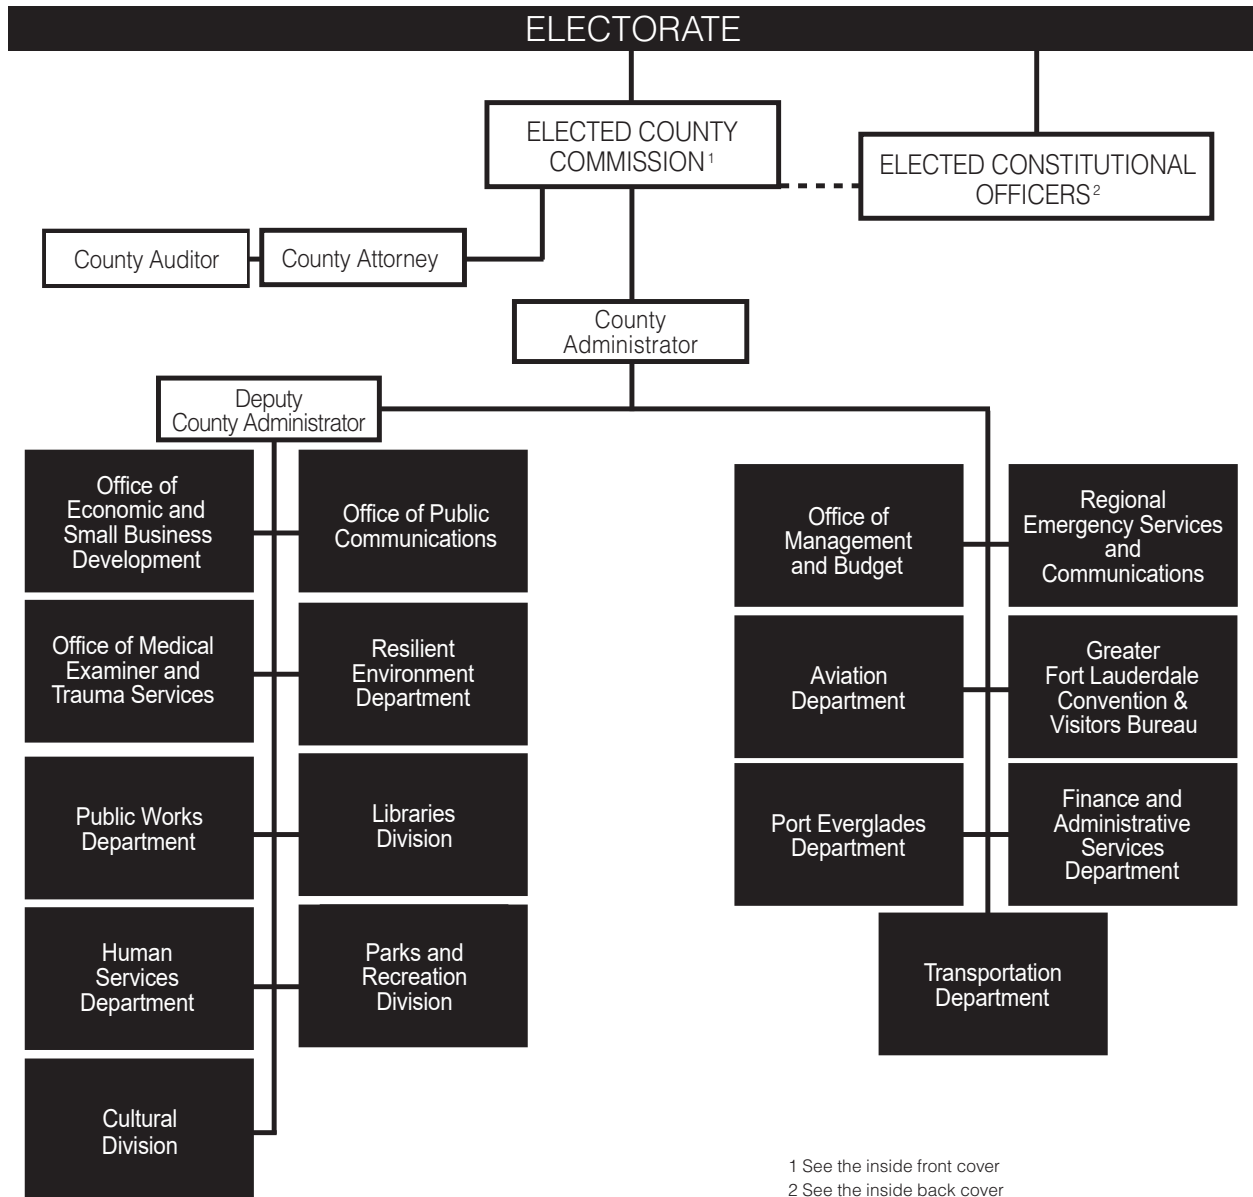 ELECTORATE
ELECTED COUNTY
COMMISSION1
ELECTED CONSTITUTIONAL
OFFICERS2
County Auditor
County Attorney
County
Administrator
Deputy
County Administrator
Office of
Economic and
Small Business
Development
Office of Public
Communications
Office of Medical
Examiner and
Trauma Services
Resilient
Environment
Department
Public Works
Department
Libraries
Division
Human
Services
Department
Parks and
Recreation
Division
Cultural
Division
Office of
Management
and Budget
Regional
Emergency Services
and
Communications
Aviation
Department
Greater
Fort Lauderdale
Convention &
Visitors Bureau
Port Everglades
Department
Finance and
Administrative
Services
Department
Transportation
Department
1 See the inside front cover
2 See the inside back cover